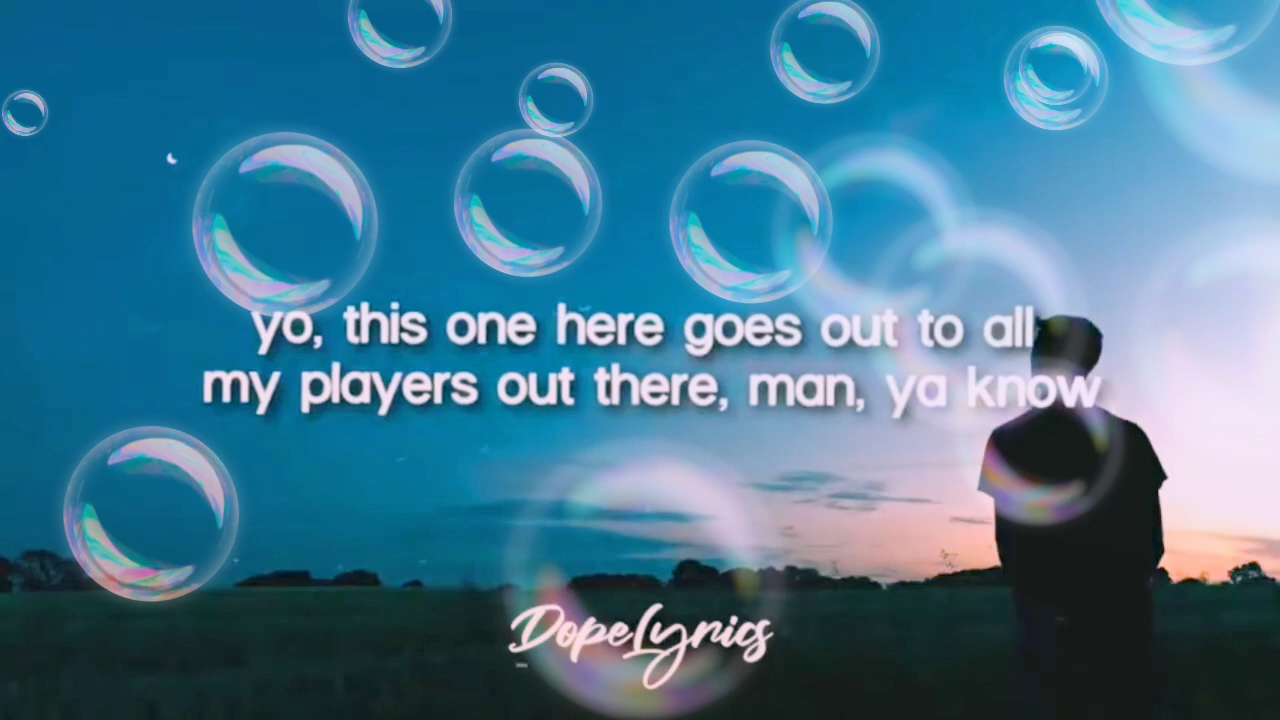 yo, this one here goes out to all
my players out there, man, ya know
DopeLyrics